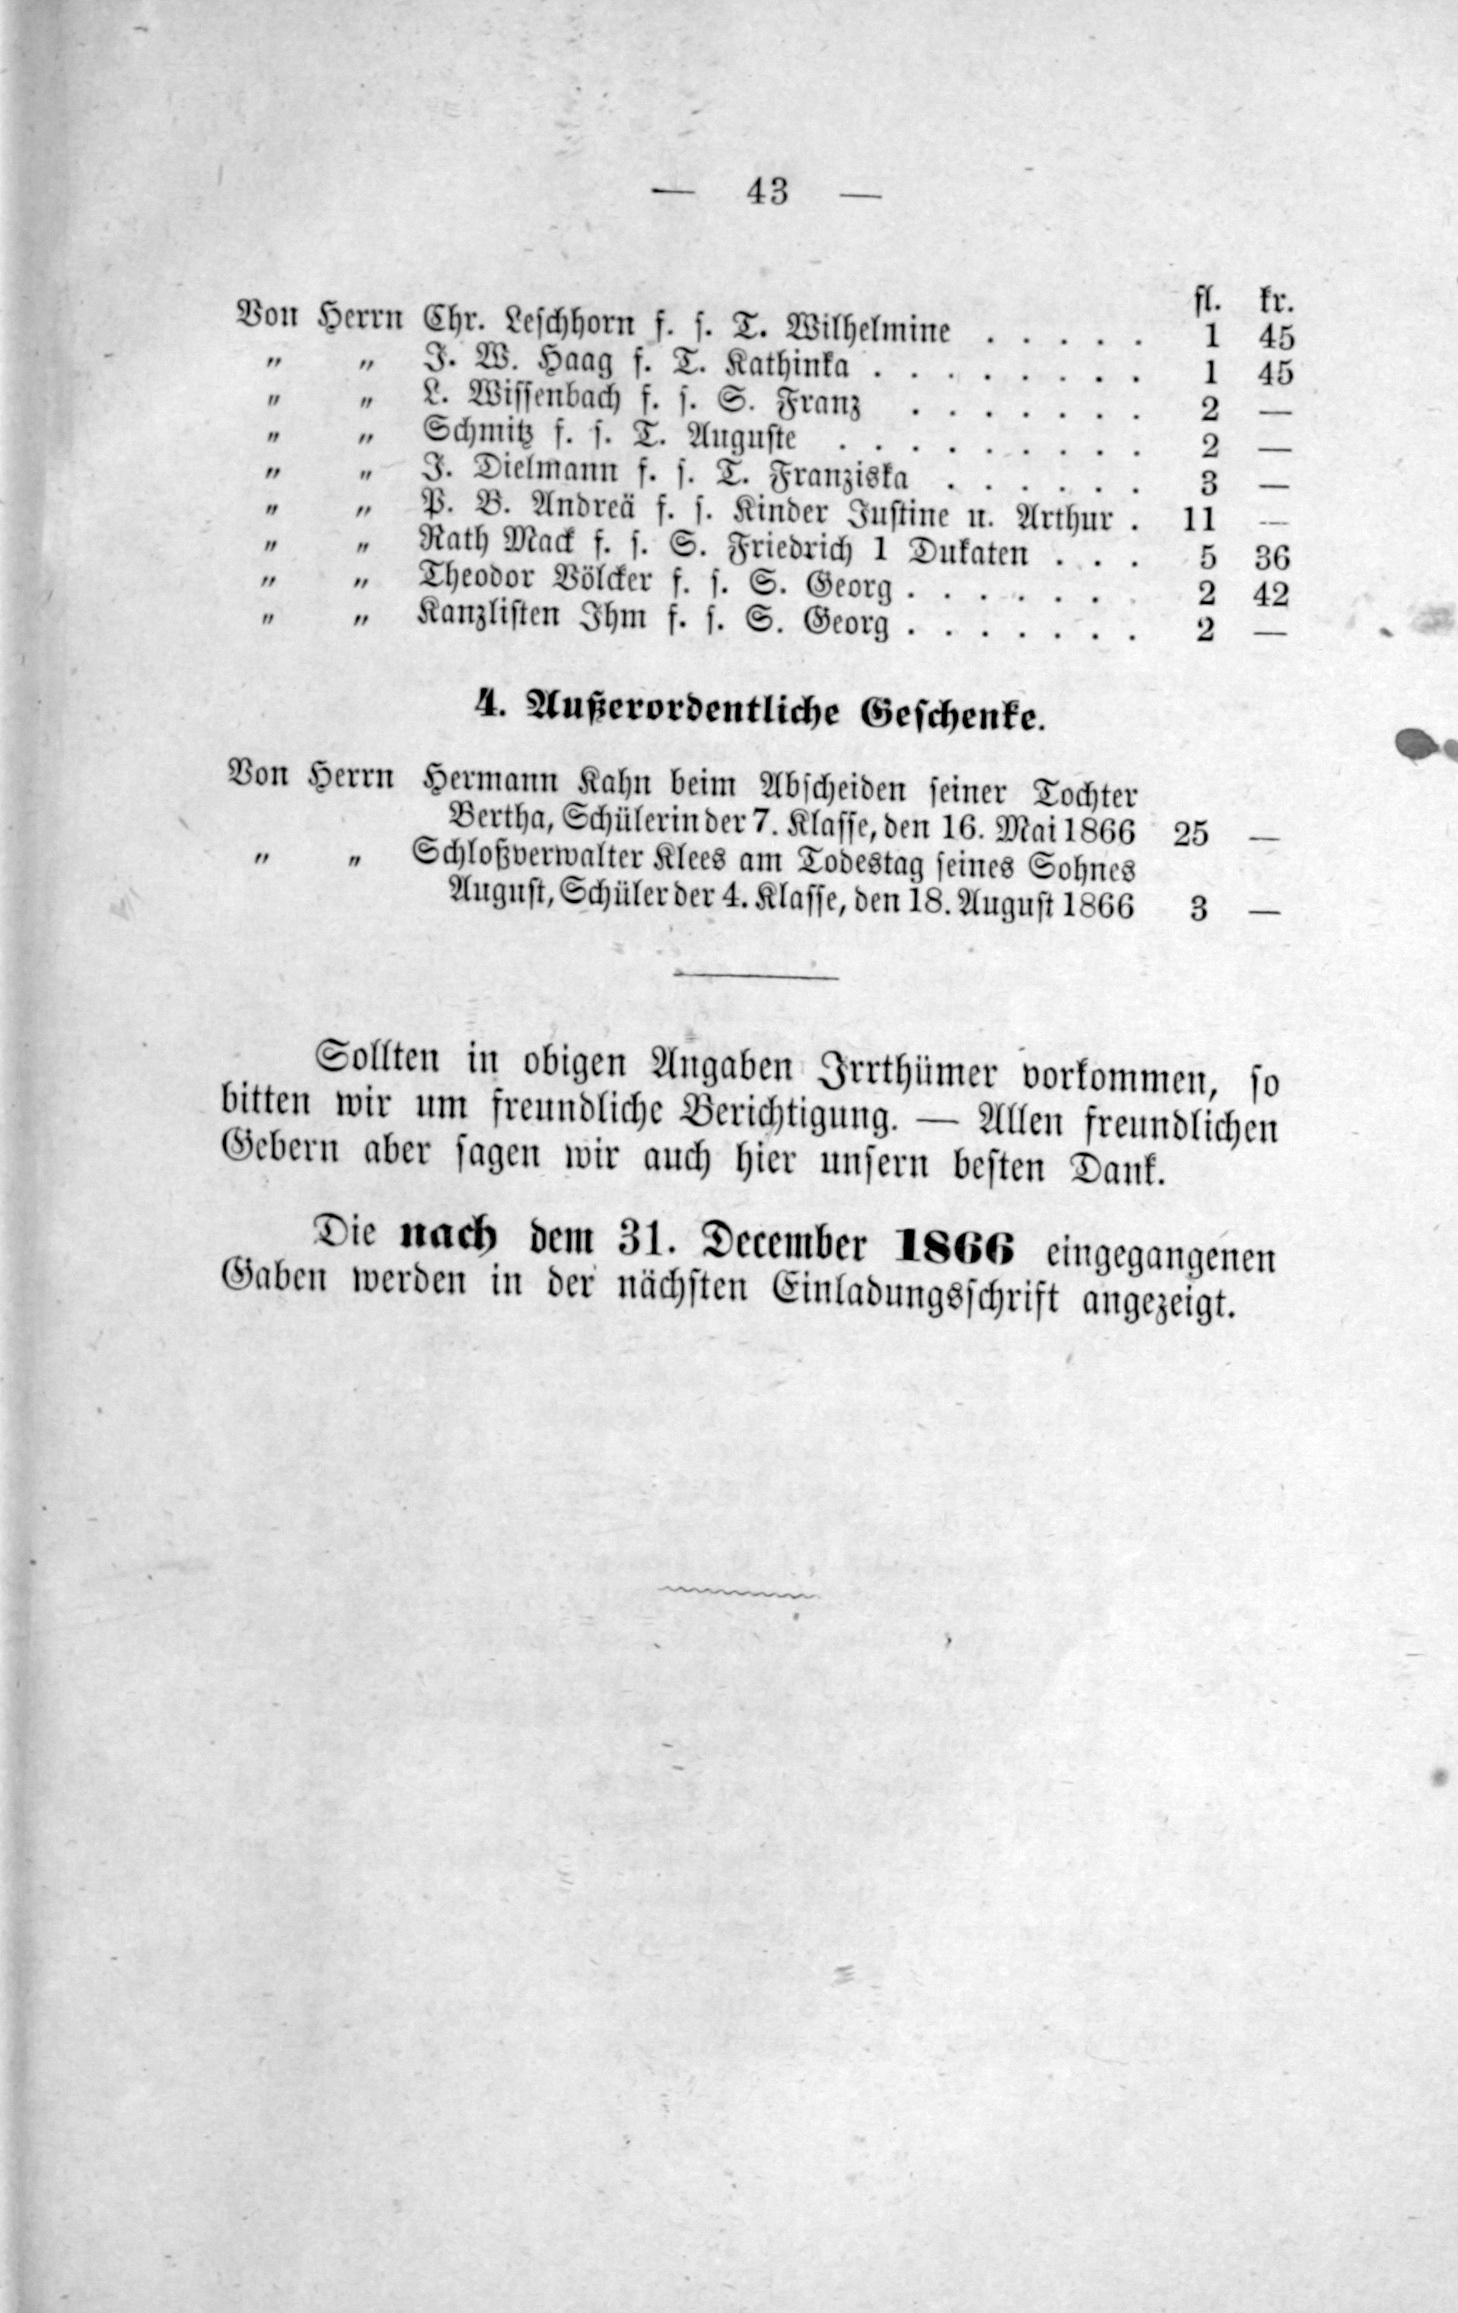 — 43 —
fl. kr.
Von Herrn Chr. Leschhorn f. s. T. Wilhelmine . . . . . 1 45
„ „ J. W. Haag f. T. Kathinka . . . . . . . . 1 45
„ „ L. Wissenbach f. s. S. Franz . . . . . . . 2 —
„ „ Schmitz f. s. T. Auguste . . . . . . . . . 2 —
„ „ J. Dielmann f. s. T. Franziska . . . . . . 3 —
„ „ P. B. Andreä f. s. Kinder Justine u. Arthur . 11 —
„ „ Rath Mack f. s. S. Friedrich 1 Dukaten . . . 5 36
„ „ Theodor Völcker f. s. S. Georg . . . . . . 2 42
„ „ Kanzlisten Ihm f. s. S. Georg . . . . . . . 2 —
4. Außerordentliche Geschenke.
Von Herrn Hermann Kahn beim Abscheiden seiner Tochter
Bertha, Schülerin der 7. Klasse, den 16. Mai 1866 25 —
„ „ Schloßverwalter Klees am Todestag seines Sohnes
August, Schüler der 4. Klasse, den 18. August 1866 3 —
Sollten in obigen Angaben Irrthümer vorkommen, so
bitten wir um freundliche Berichtigung. — Allen freundlichen
Gebern aber sagen wir auch hier unsern besten Dank.
Die nach dem 31. December 1866 eingegangenen
Gaben werden in der nächsten Einladungsschrift angezeigt.